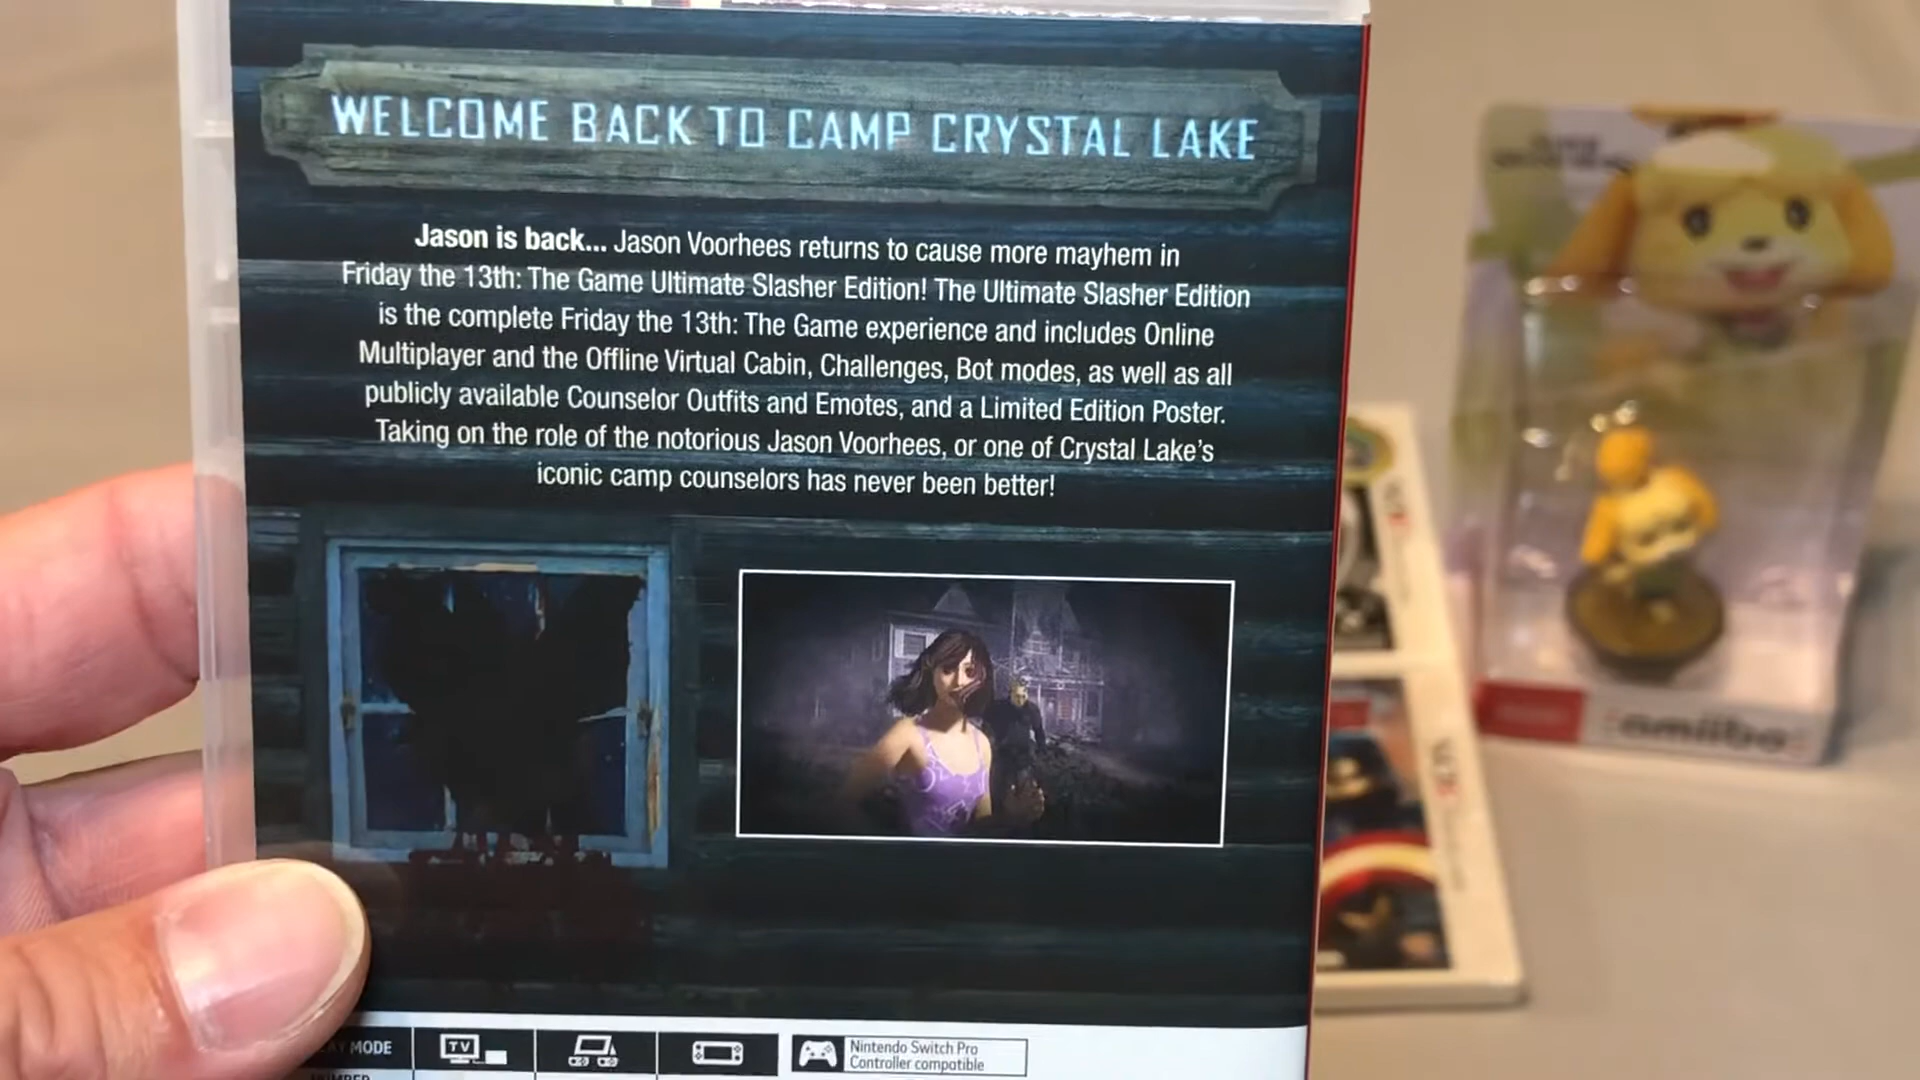 WELCOME BACK TO CAMP CRYSTAL LAKE
Jason is back... Jason Voorhees returns to cause more mayhem in
Friday the 13th: The Game Ultimate Slasher Edition! The Ultimate Slasher Edition
is the complete Friday the 13th: The Game experience and includes Online
Multiplayer and the Offline Virtual Cabin, Challenges, Bot modes, as well as all
publicly available Counselor Outfits and Emotes, and a Limited Edition Poster.
Taking on the role of the notorious Jason Voorhees, or one of Crystal Lake's
iconic camp counselors has never been better!
MODE
TV
Nintendo Switch Pro
Controller compatible
amiibo